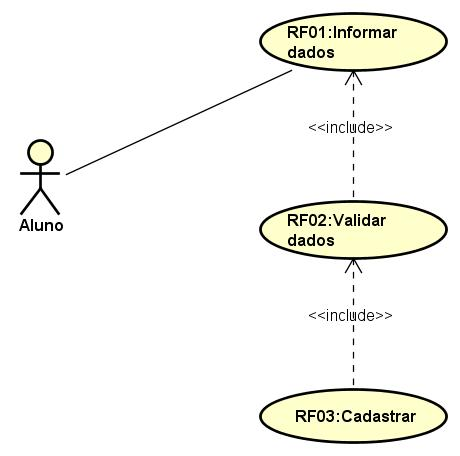 RF01:Informar
dados
<<include>>
Aluno
RF02:Validar
dados
<<include>>
RF03:Cadastrar